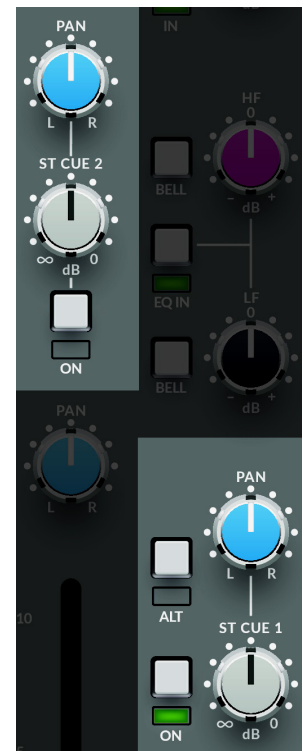 PAN
L R
ST CUE 2
∞ 0
dB
ON
IN
HF
0
- +
dB
BELL
EQ IN
LF
0
BELL
- +
dB
PAN
L R
10
5
PAN
L R
ALT
ST CUE 1
ON
∞ 0
dB